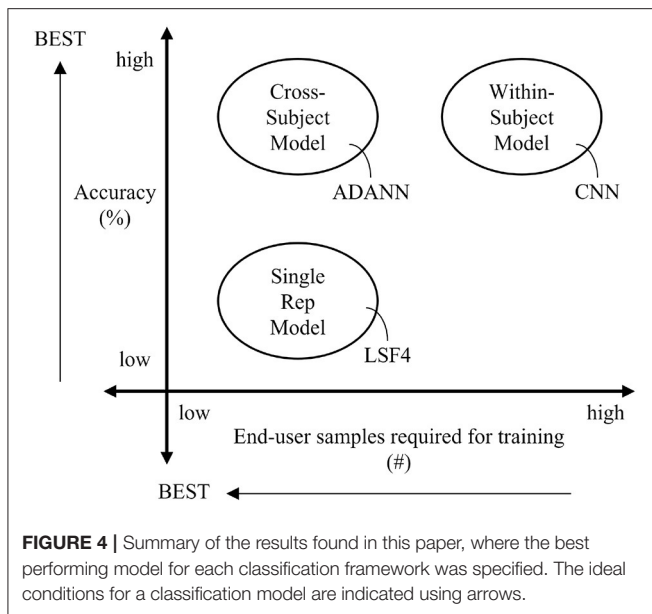 BEST
high
Cross-
Subject
Model
Within-
Subject
Model
ADANN
CNN
Accuracy
(%)
Single
Rep
Model
LSF4
low
low
high
End-user samples required for training
(#)
BEST
FIGURE 4 | Summary of the results found in this paper, where the best
performing model for each classification framework was specified. The ideal
conditions for a classification model are indicated using arrows.